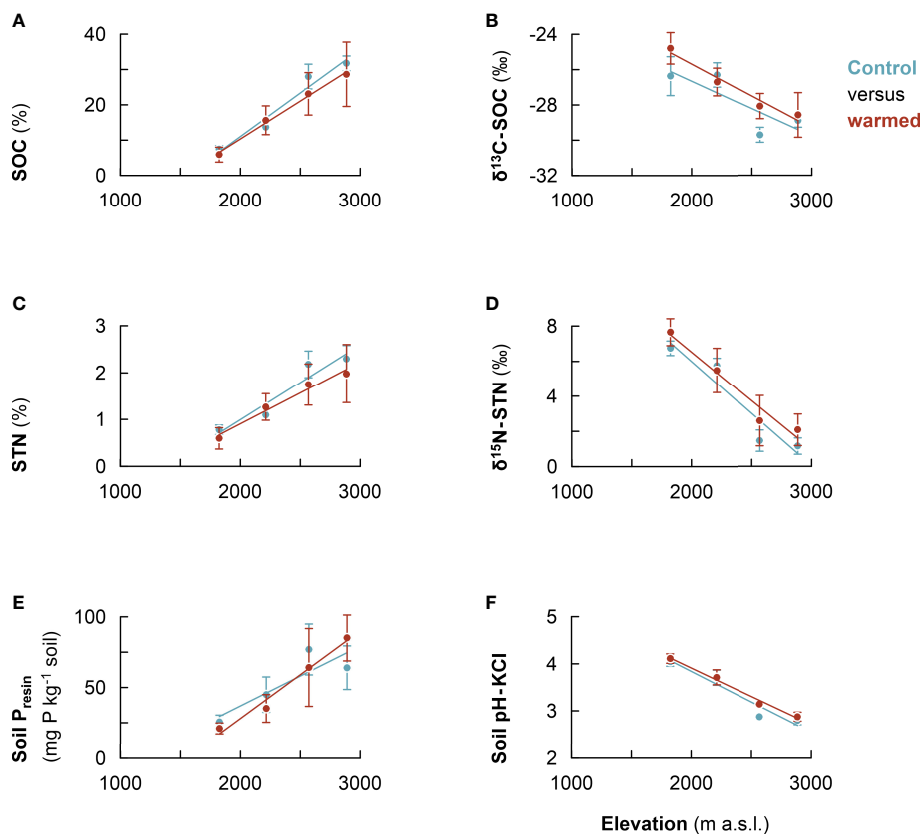 A
SOC (%)
40
20
0
1000 2000 3000
B
δ¹³C-SOC (‰)
-24
-28
-32
1000 2000 3000
Control
versus
warmed
C
STN (%)
3
2
1
0
1000 2000 3000
D
δ¹⁵N-STN (‰)
8
4
0
1000 2000 3000
E
Soil Presin
(mg P kg⁻¹ soil)
100
50
0
1000 2000 3000
F
Soil pH-KCl
5
4
3
2
1000 2000 3000
Elevation (m a.s.l.)